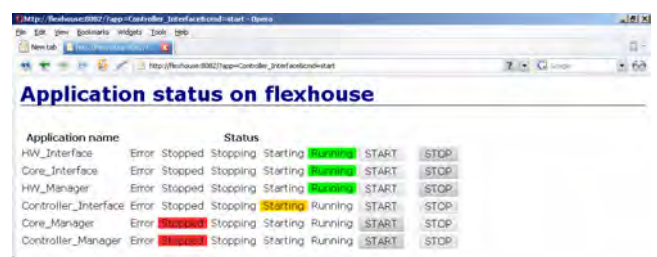 http://flexhouse:8082/?app=Controller_Interface&cmd=start - Opera
File Edit View Bookmarks Widgets Tools Help
New tab
http://flexhouse:8082/?app=Controller_Interface&cmd=start
Application status on flexhouse
Application name Status
HW_Interface Error Stopped Stopping Starting Running START STOP
Core_Interface Error Stopped Stopping Starting Running START STOP
HW_Manager Error Stopped Stopping Starting Running START STOP
Controller_Interface Error Stopped Stopping Starting Running START STOP
Core_Manager Error Stopped Stopping Starting Running START STOP
Controller_Manager Error Stopped Stopping Starting Running START STOP